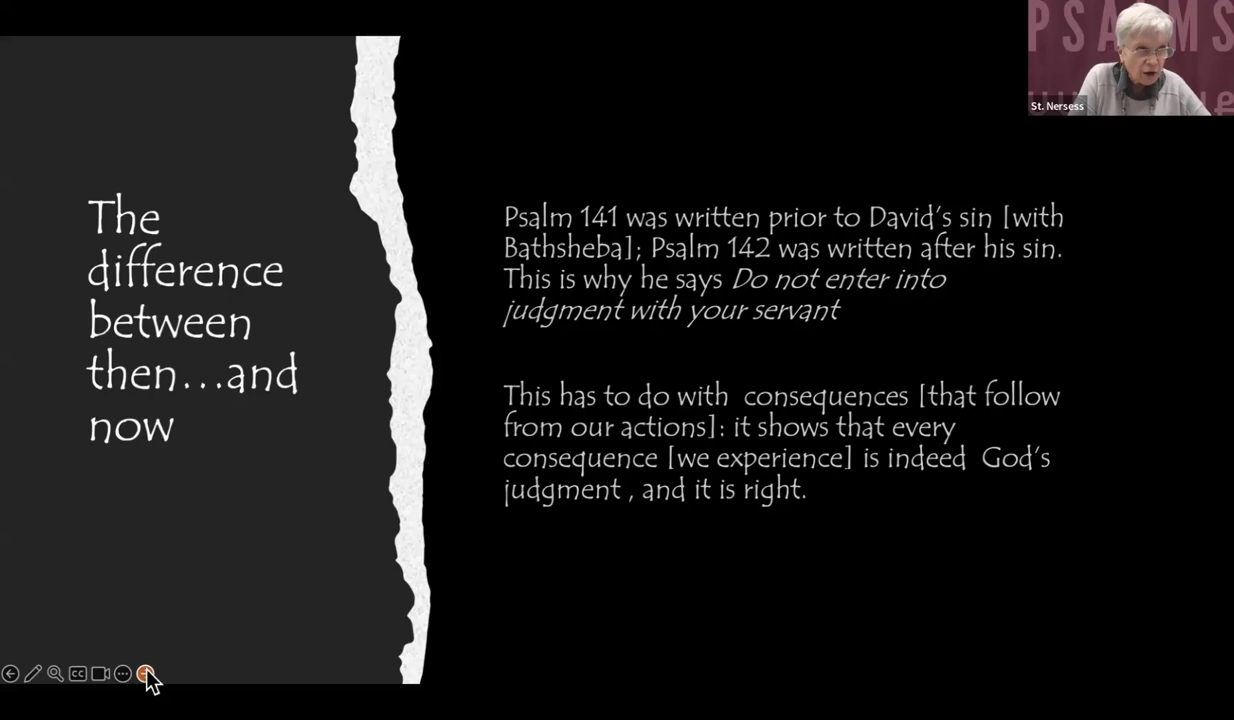 PSALMS
St. Nersess
The
difference
between
then...and
now
Psalm 141 was written prior to David's sin [with
Bathsheba]; Psalm 142 was written after his sin.
This is why he says Do not enter into
judgment with your servant
This has to do with  consequences [that follow
from our actions]: it shows that every
consequence [we experience] is indeed  God's
judgment , and it is right.
CC